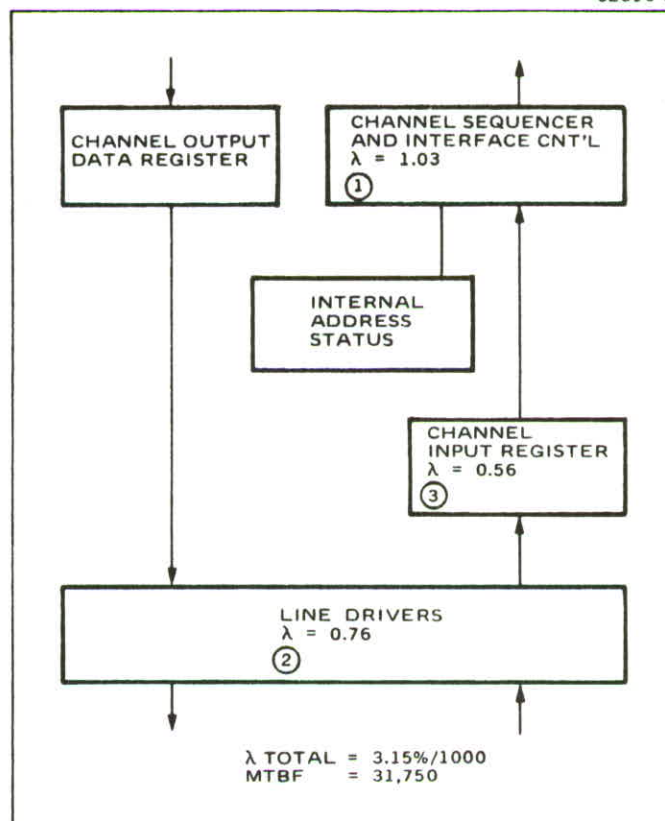 CHANNEL OUTPUT
DATA REGISTER
CHANNEL SEQUENCER
AND INTERFACE CNT'L
λ = 1.03
1
INTERNAL
ADDRESS
STATUS
CHANNEL
INPUT REGISTER
λ = 0.56
3
LINE DRIVERS
λ = 0.76
2
λ TOTAL = 3.15%/1000
MTBF = 31,750